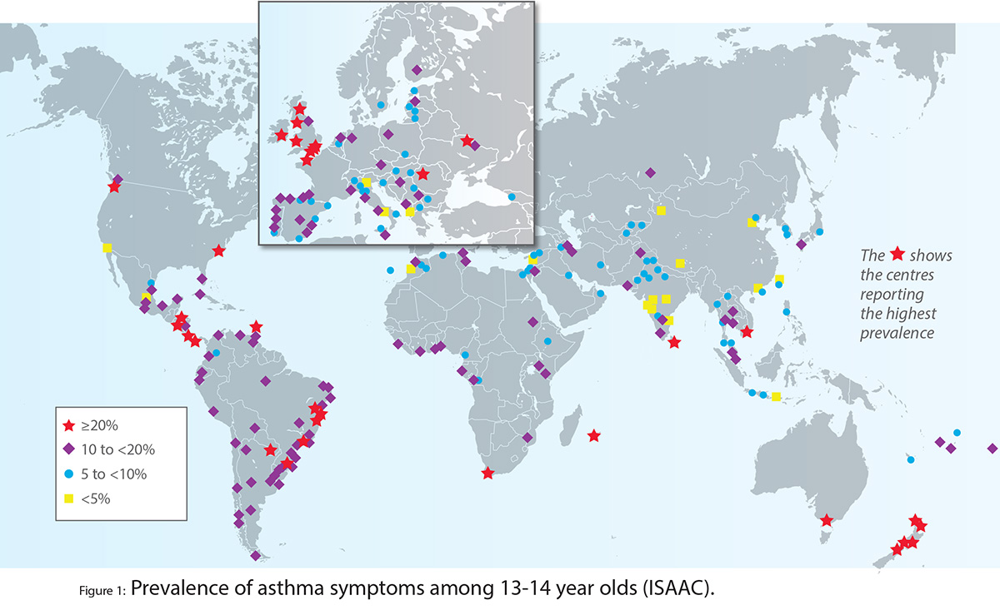 The ★ shows
the centres
reporting
the highest
prevalence
≥20%
10 to <20%
5 to <10%
<5%
Figure 1: Prevalence of asthma symptoms among 13-14 year olds (ISAAC).